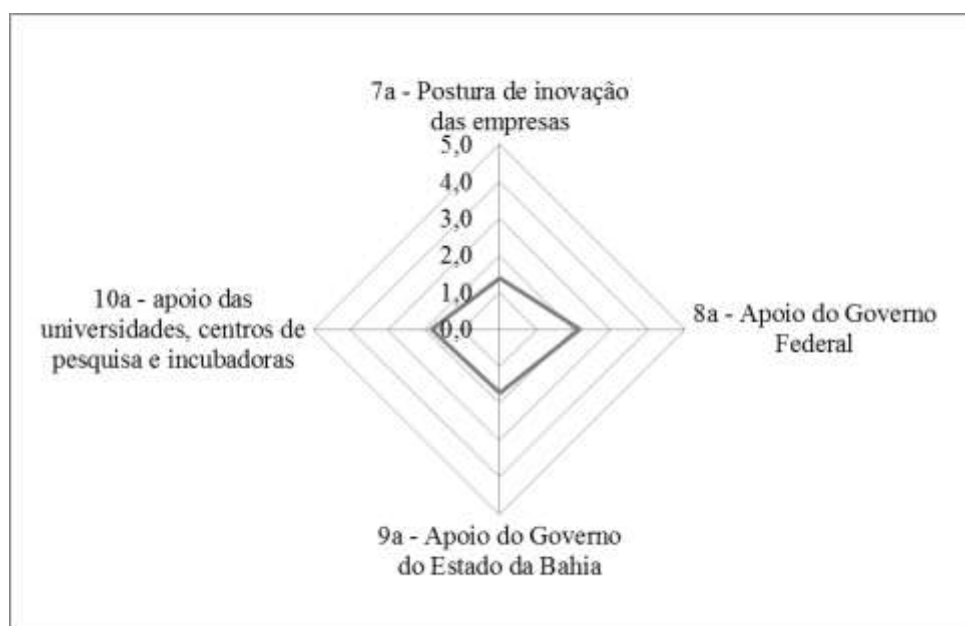 7a - Postura de inovação
das empresas
5,0
4,0
3,0
2,0
1,0
0,0
10a - apoio das
universidades, centros de
pesquisa e incubadoras
8a - Apoio do Governo
Federal
9a - Apoio do Governo
do Estado da Bahia